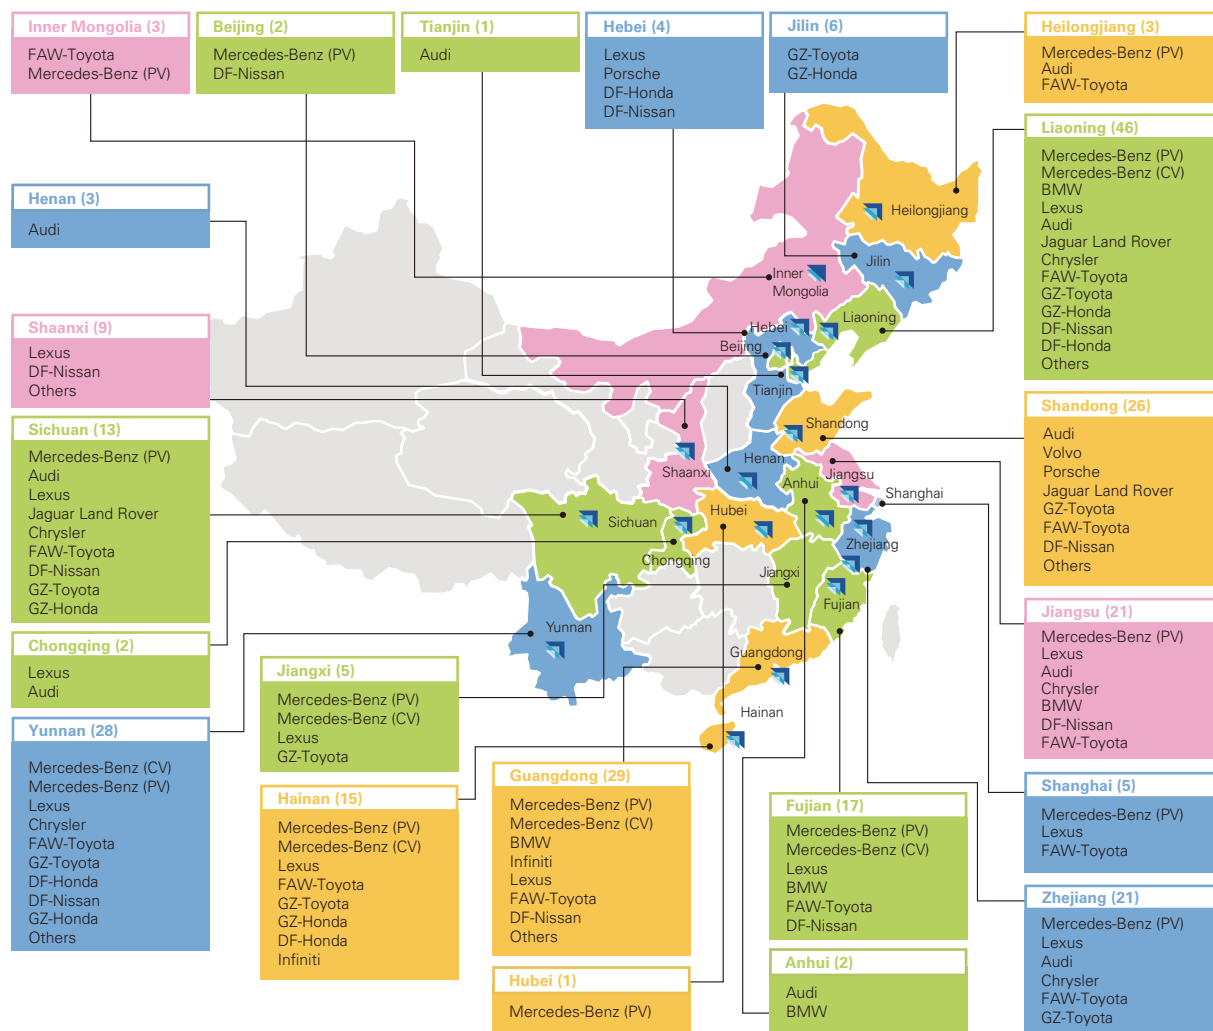 Inner Mongolia (3)
FAW-Toyota
Mercedes-Benz (PV)
Beijing (2)
Mercedes-Benz (PV)
DF-Nissan
Tianjin (1)
Audi
Hebei (4)
Lexus
Porsche
DF-Honda
DF-Nissan
Jilin (6)
GZ-Toyota
GZ-Honda
Heilongjiang (3)
Mercedes-Benz (PV)
Audi
FAW-Toyota
Liaoning (46)
Mercedes-Benz (PV)
Mercedes-Benz (CV)
BMW
Lexus
Audi
Jaguar Land Rover
Chrysler
FAW-Toyota
GZ-Toyota
GZ-Honda
DF-Nissan
DF-Honda
Others
Henan (3)
Audi
Shaanxi (9)
Lexus
DF-Nissan
Others
Sichuan (13)
Mercedes-Benz (PV)
Audi
Lexus
Jaguar Land Rover
Chrysler
FAW-Toyota
DF-Nissan
GZ-Toyota
GZ-Honda
Chongqing (2)
Lexus
Audi
Yunnan (28)
Mercedes-Benz (CV)
Mercedes-Benz (PV)
Lexus
Chrysler
FAW-Toyota
GZ-Toyota
DF-Honda
DF-Nissan
GZ-Honda
Others
Heilongjiang
Jilin
Inner
Mongolia
Liaoning
Hebei
Beijing
Tianjin
Shandong
Henan
Shaanxi
Jiangsu
Anhui
Shanghai
Hubei
Sichuan
Zhejiang
Chongqing
Jiangxi
Fujian
Yunnan
Guangdong
Hainan
Shandong (26)
Audi
Volvo
Porsche
Jaguar Land Rover
GZ-Toyota
FAW-Toyota
DF-Nissan
Others
Jiangsu (21)
Mercedes-Benz (PV)
Lexus
Audi
Chrysler
BMW
DF-Nissan
FAW-Toyota
Jiangxi (5)
Mercedes-Benz (PV)
Mercedes-Benz (CV)
Lexus
GZ-Toyota
Hainan (15)
Mercedes-Benz (PV)
Mercedes-Benz (CV)
Lexus
FAW-Toyota
GZ-Toyota
GZ-Honda
DF-Honda
Infiniti
Guangdong (29)
Mercedes-Benz (PV)
Mercedes-Benz (CV)
BMW
Infiniti
Lexus
FAW-Toyota
DF-Nissan
Others
Hubei (1)
Mercedes-Benz (PV)
Fujian (17)
Mercedes-Benz (PV)
Mercedes-Benz (CV)
Lexus
BMW
FAW-Toyota
DF-Nissan
Anhui (2)
Audi
BMW
Shanghai (5)
Mercedes-Benz (PV)
Lexus
FAW-Toyota
Zhejiang (21)
Mercedes-Benz (PV)
Lexus
Audi
Chrysler
FAW-Toyota
GZ-Toyota